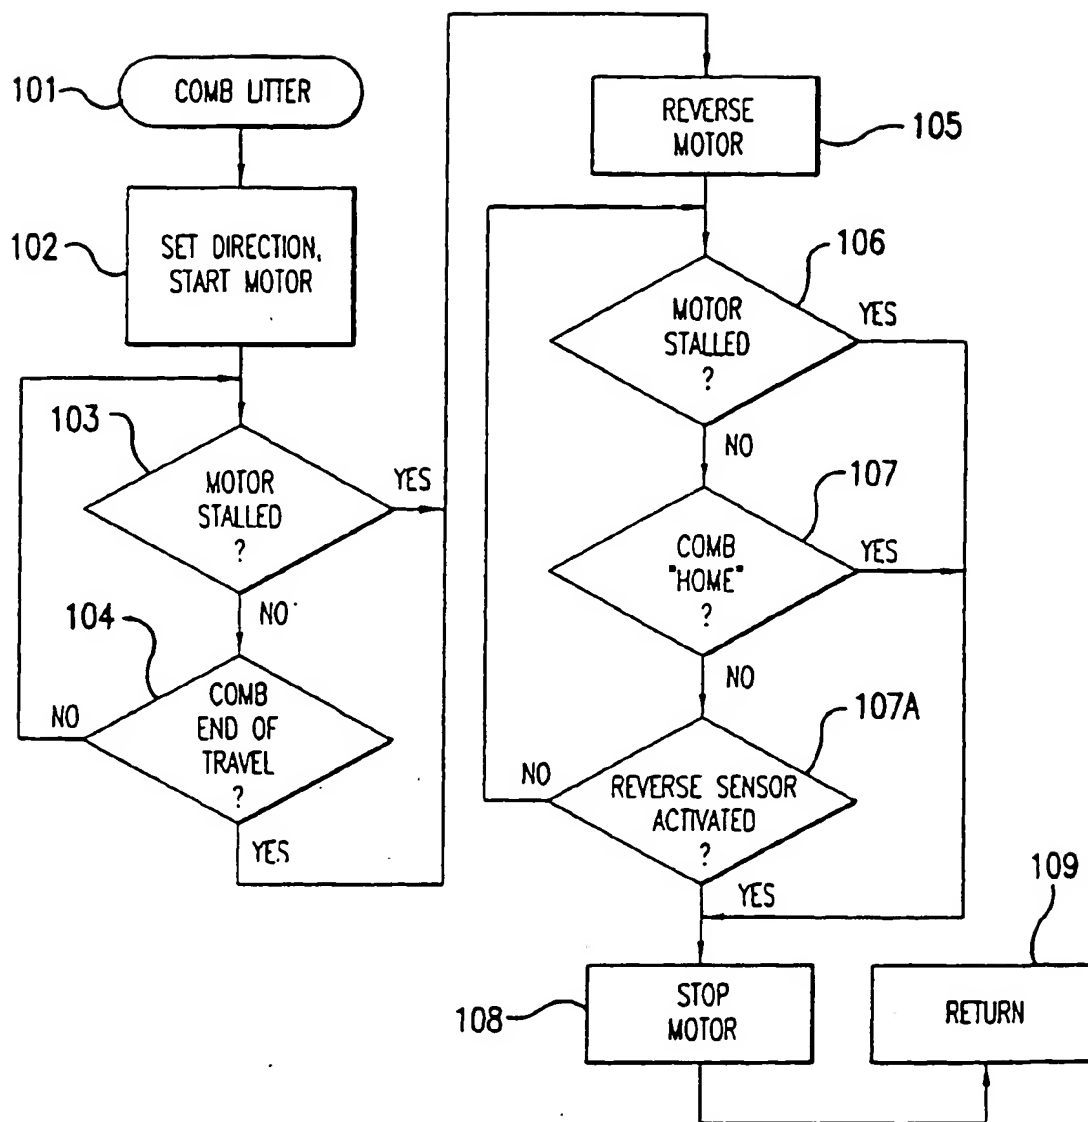 101
COMB LITTER
102
SET DIRECTION,
START MOTOR
103
MOTOR
STALLED
?
YES
NO
104
COMB
END OF
TRAVEL
?
NO
YES
REVERSE
MOTOR
105
106
MOTOR
STALLED
?
YES
NO
107
COMB
"HOME"
?
YES
NO
107A
REVERSE SENSOR
ACTIVATED
?
NO
YES
108
STOP
MOTOR
109
RETURN